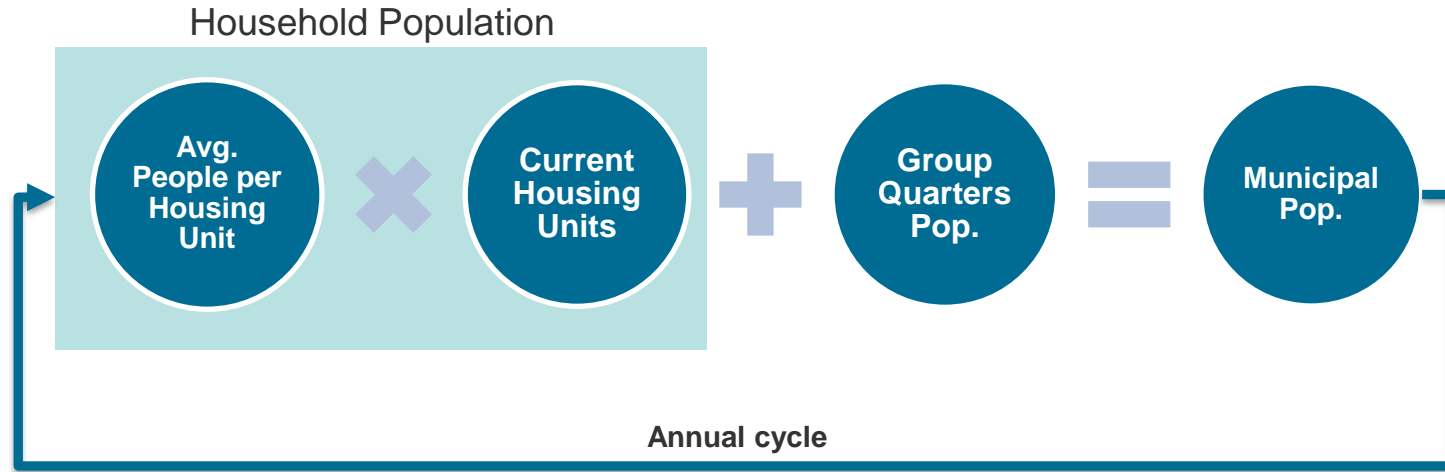 Household Population
Avg.
People per
Housing
Unit
Current
Housing
Units
Group
Quarters
Pop.
Municipal
Pop.
Annual cycle